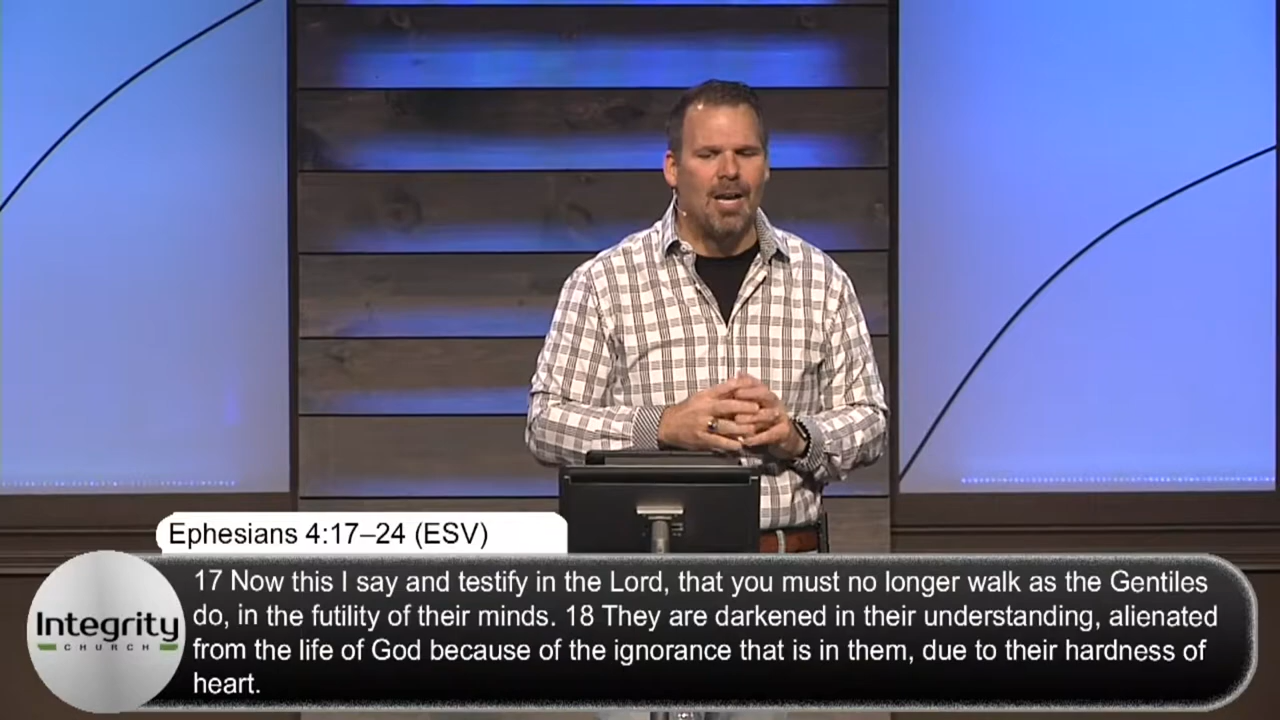 Ephesians 4:17–24 (ESV)
Integrity
CHURCH
17 Now this I say and testify in the Lord, that you must no longer walk as the Gentiles
do, in the futility of their minds. 18 They are darkened in their understanding, alienated
from the life of God because of the ignorance that is in them, due to their hardness of
heart.